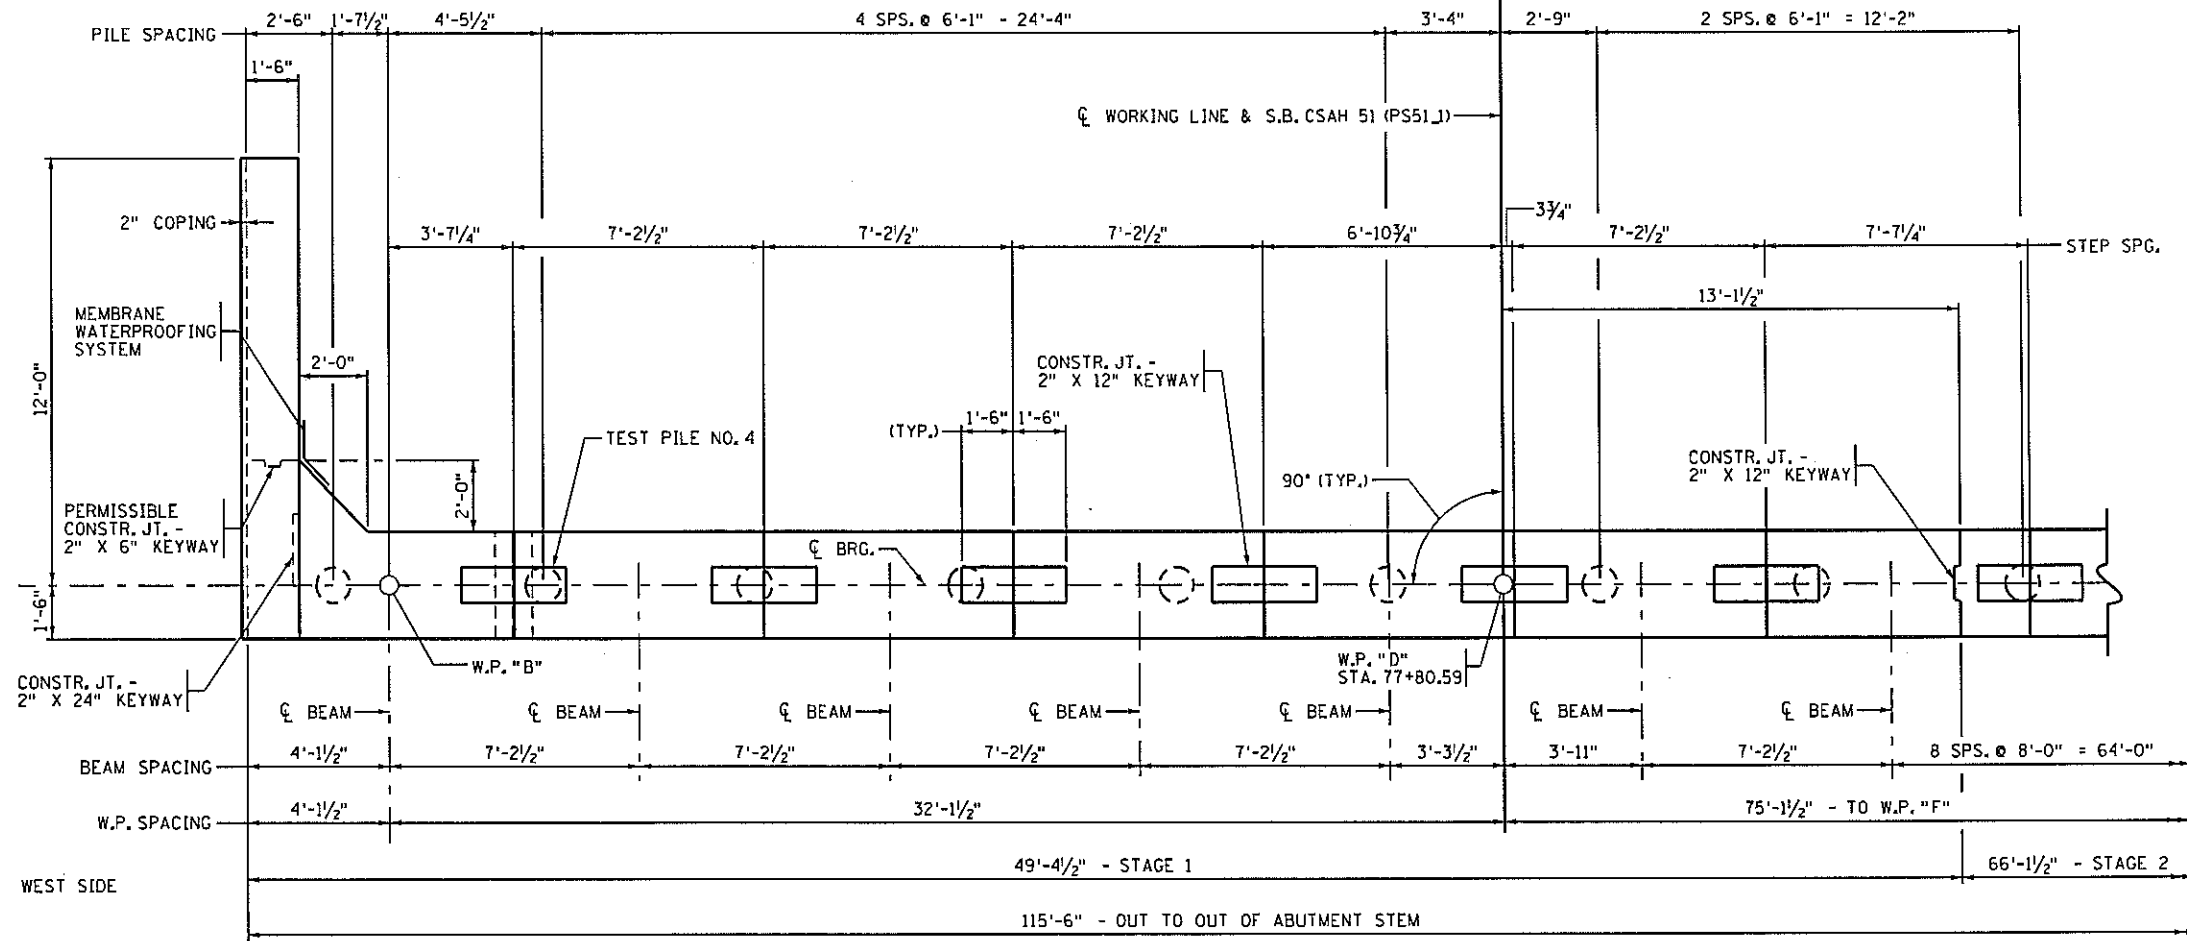 2'-6" 1'-7½" 4'-5½" 4 SPS. @ 6'-1" - 24'-4" 3'-4" 2'-9" 2 SPS. @ 6'-1" = 12'-2"
PILE SPACING
1'-6"
℄ WORKING LINE & S.B. CSAH 51 (PS51_1)
2" COPING
3¾"
3'-7¼" 7'-2½" 7'-2½" 7'-2½" 6'-10¾" 7'-2½" 7'-7¼"
STEP SPG.
13'-1½"
MEMBRANE
WATERPROOFING
SYSTEM
2'-0"
CONSTR. JT. -
2" X 12" KEYWAY
12'-0"
1'-6" 1'-6"
(TYP.)
TEST PILE NO. 4
CONSTR. JT. -
2" X 12" KEYWAY
90° (TYP.)
2'-0"
PERMISSIBLE
CONSTR. JT. -
2" X 6" KEYWAY
℄ BRG.
1'-6"
W.P. "B"
W.P. "D"
STA. 77+80.59
CONSTR. JT. -
2" X 24" KEYWAY
℄ BEAM ℄ BEAM ℄ BEAM ℄ BEAM ℄ BEAM ℄ BEAM ℄ BEAM
4'-1½" 7'-2½" 7'-2½" 7'-2½" 7'-2½" 3'-3½" 3'-11" 7'-2½" 8 SPS. @ 8'-0" = 64'-0"
BEAM SPACING
4'-1½" 32'-1½" 75'-1½" - TO W.P. "F"
W.P. SPACING
49'-4½" - STAGE 1 66'-1½" - STAGE 2
WEST SIDE
115'-6" - OUT TO OUT OF ABUTMENT STEM